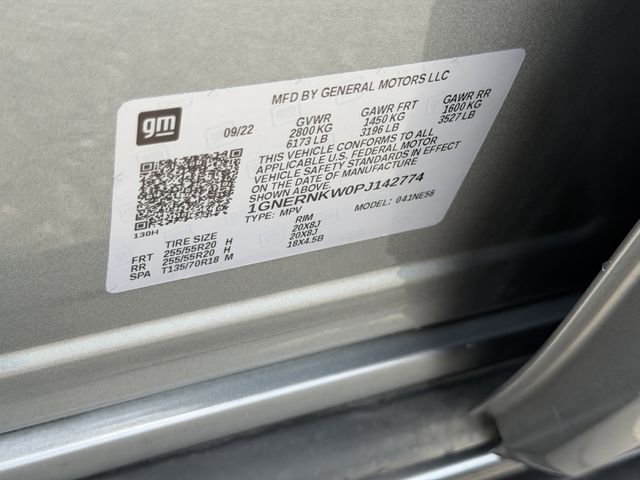 MFD BY GENERAL MOTORS LLC
gm
09/22 GVWR GAWR FRT GAWR RR
2800 KG 1450 KG 1600 KG
6173 LB 3196 LB 3527 LB
THIS VEHICLE CONFORMS TO ALL
APPLICABLE U.S. FEDERAL MOTOR
VEHICLE SAFETY STANDARDS IN EFFECT
ON THE DATE OF MANUFACTURE
SHOWN ABOVE.
1GNERNKW0PJ142774
TYPE: MPV MODEL: 041NE56
130H
TIRE SIZE RIM
FRT 255/55R20 H 20X8J
RR 255/55R20 H 20X8J
SPA T135/70R18 M 18X4.5B